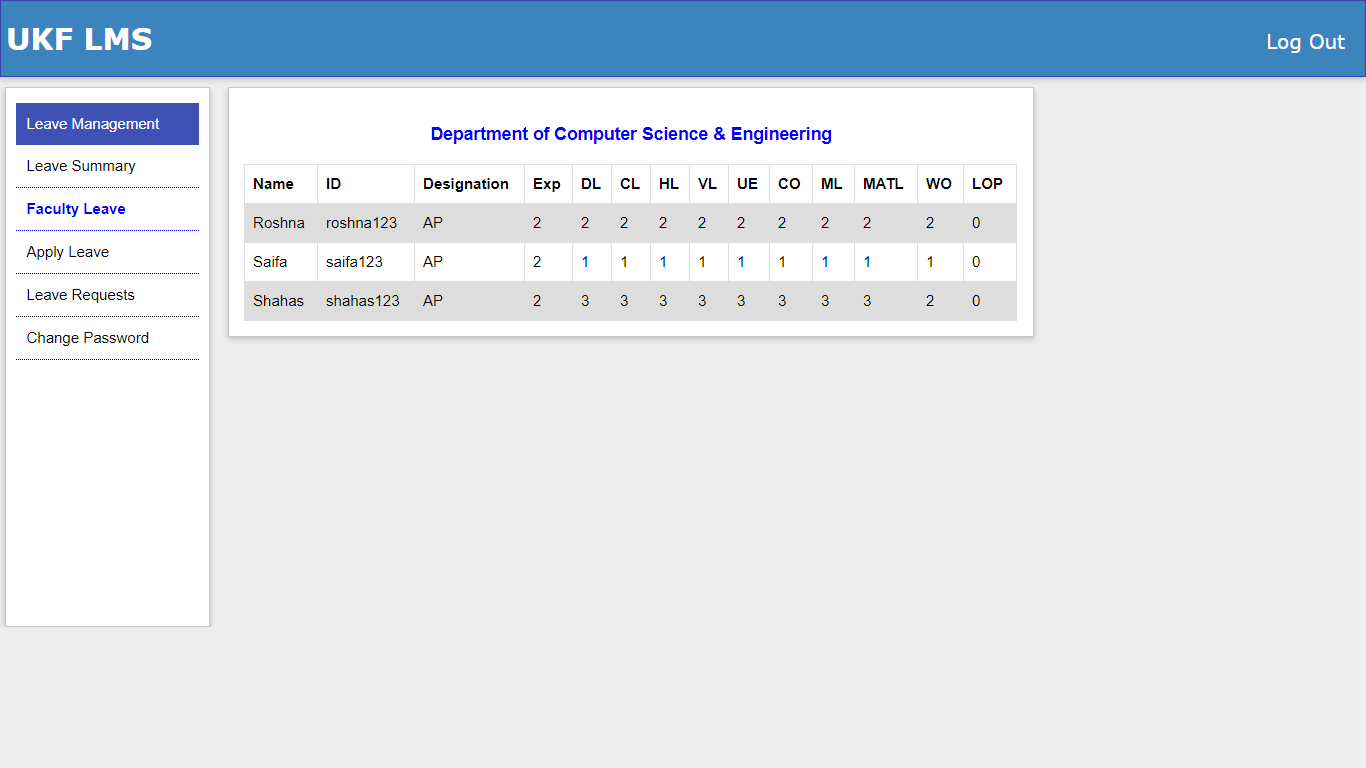 UKF LMS
Log Out
Leave Management
Leave Summary
Faculty Leave
Apply Leave
Leave Requests
Change Password
Department of Computer Science & Engineering
Name ID Designation Exp DL CL HL VL UE CO ML MATL WO LOP
Roshna roshna123 AP 2 2 2 2 2 2 2 2 2 2 0
Saifa saifa123 AP 2 1 1 1 1 1 1 1 1 1 0
Shahas shahas123 AP 2 3 3 3 3 3 3 3 3 2 0